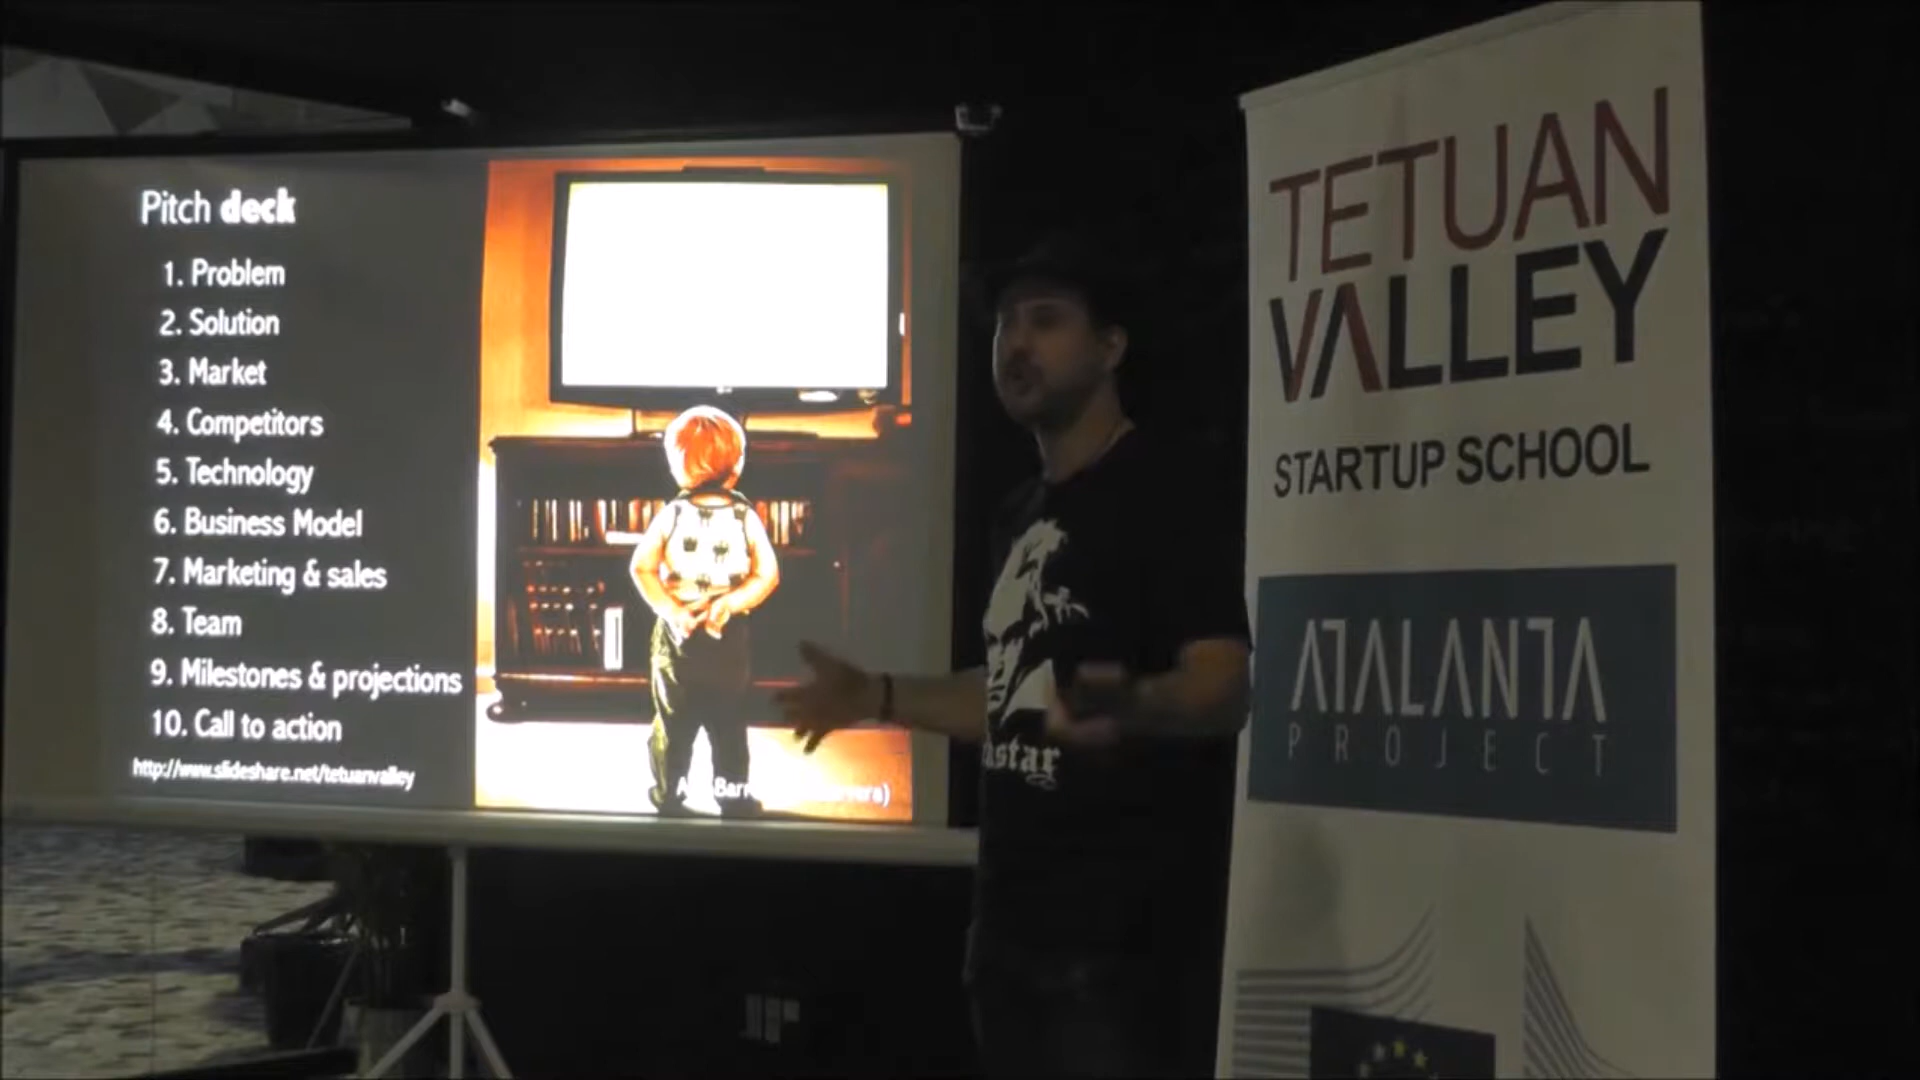 Pitch deck
1. Problem
2. Solution
3. Market
4. Competitors
5. Technology
6. Business Model
7. Marketing & sales
8. Team
9. Milestones & projections
10. Call to action
http://www.slideshare.net/tetuanvalley
TETUAN
VALLEY
STARTUP SCHOOL
ATALANTA
PROJECT